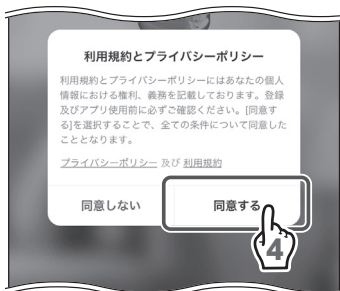 利用規約とプライバシーポリシー
利用規約とプライバシーポリシーにはあなたの個人
情報における権利、義務を記載しております。登録
及びアプリ使用前に必ずご確認ください。[同意す
る]を選択することで、全ての条件について同意した
こととなります。
プライバシーポリシー 及び 利用規約
同意しない 同意する
4